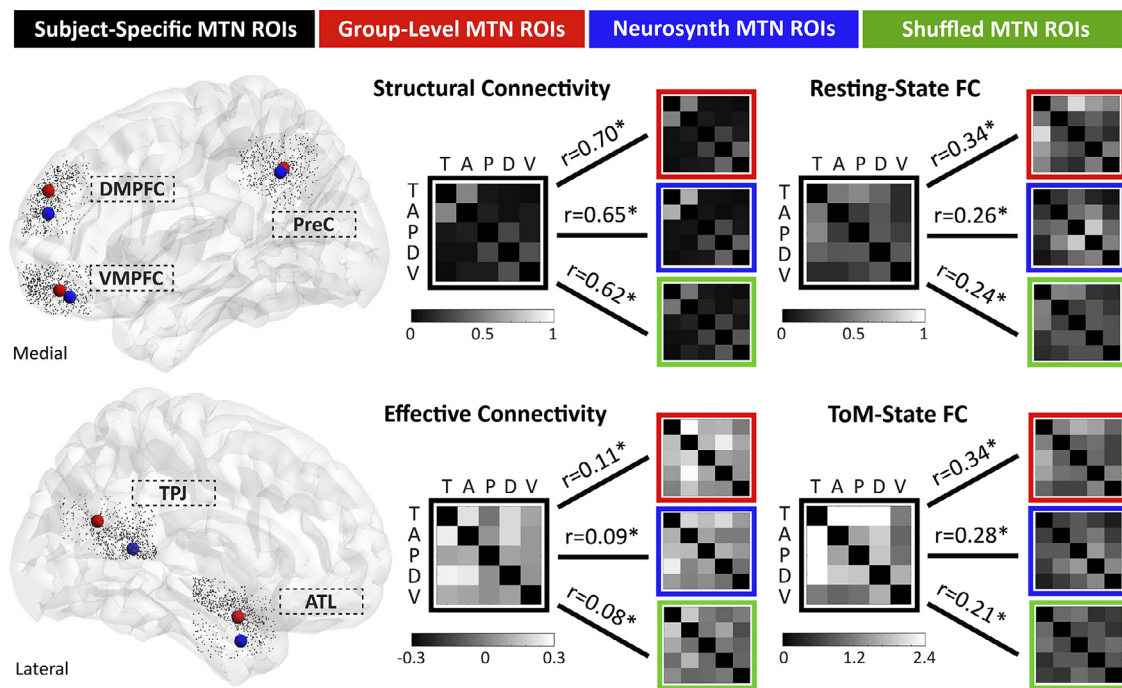 Subject-Specific MTN ROIs Group-Level MTN ROIs Neurosynth MTN ROIs Shuffled MTN ROIs
DMPFC
PreC
VMPFC
Medial
Structural Connectivity
T A P D V
T
A
P
D
V
r=0.70*
r=0.65*
r=0.62*
0 0.5 1
Resting-State FC
T A P D V
T
A
P
D
V
r=0.34*
r=0.26*
r=0.24*
0 0.5 1
TPJ
ATL
Lateral
Effective Connectivity
T A P D V
T
A
P
D
V
r=0.11*
r=0.09*
r=0.08*
-0.3 0 0.3
ToM-State FC
T A P D V
T
A
P
D
V
r=0.34*
r=0.28*
r=0.21*
0 1.2 2.4